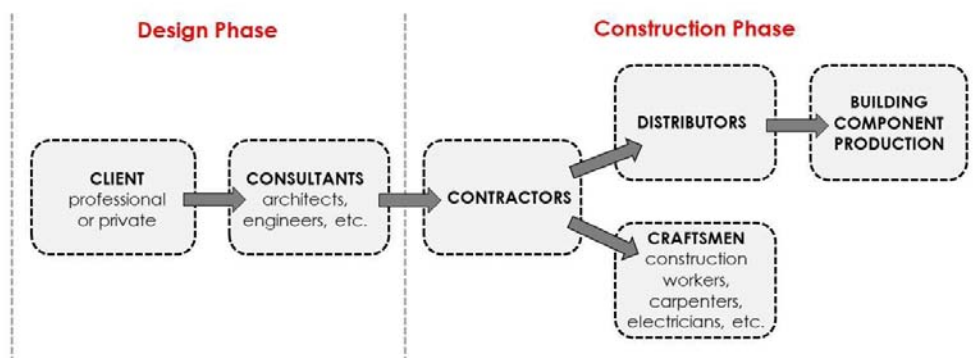 Design Phase
Construction Phase
CLIENT
professional
or private
CONSULTANTS
architects,
engineers, etc.
CONTRACTORS
DISTRIBUTORS
BUILDING
COMPONENT
PRODUCTION
CRAFTSMEN
construction
workers,
carpenters,
electricians, etc.